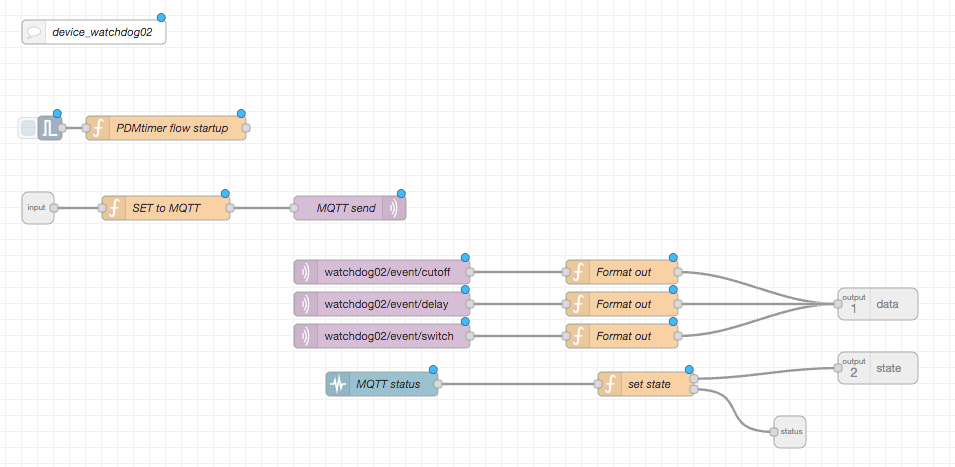 device_watchdog02
PDMtimer flow startup
input
SET to MQTT
MQTT send
watchdog02/event/cutoff
Format out
watchdog02/event/delay
Format out
output
1
data
watchdog02/event/switch
Format out
output
2
state
MQTT status
set state
status